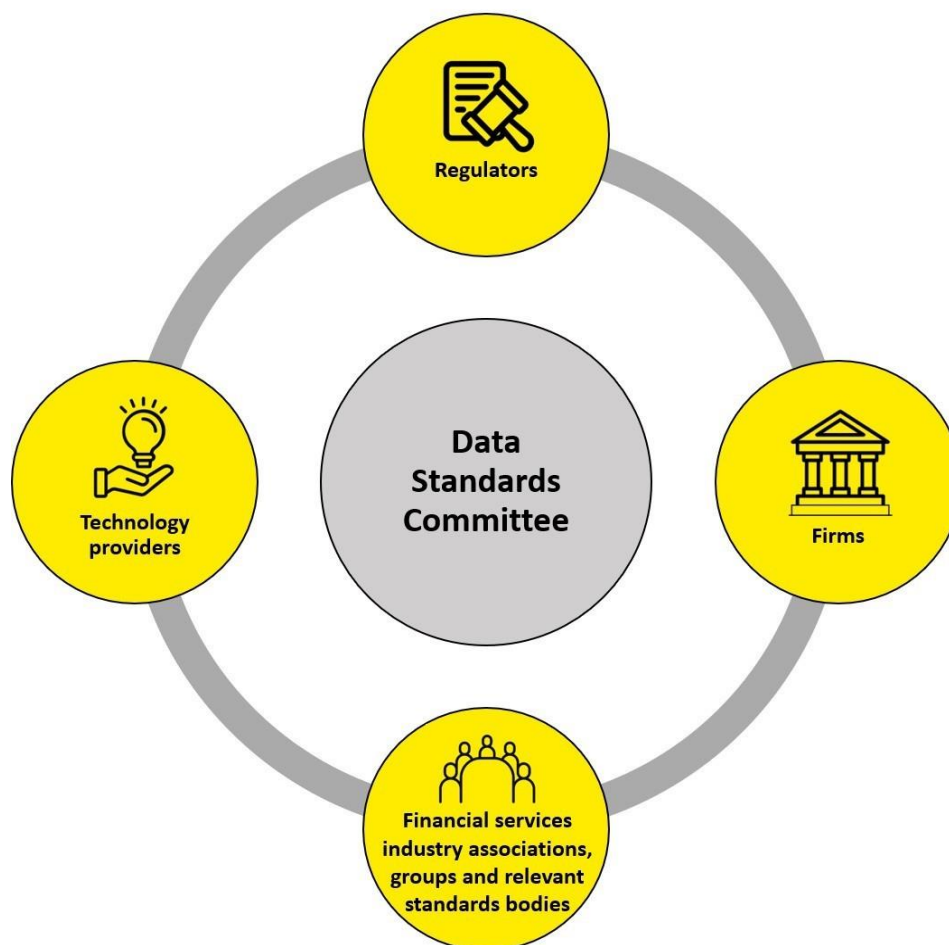 Regulators
Technology
providers
Data
Standards
Committee
Firms
Financial services
industry associations,
groups and relevant
standards bodies